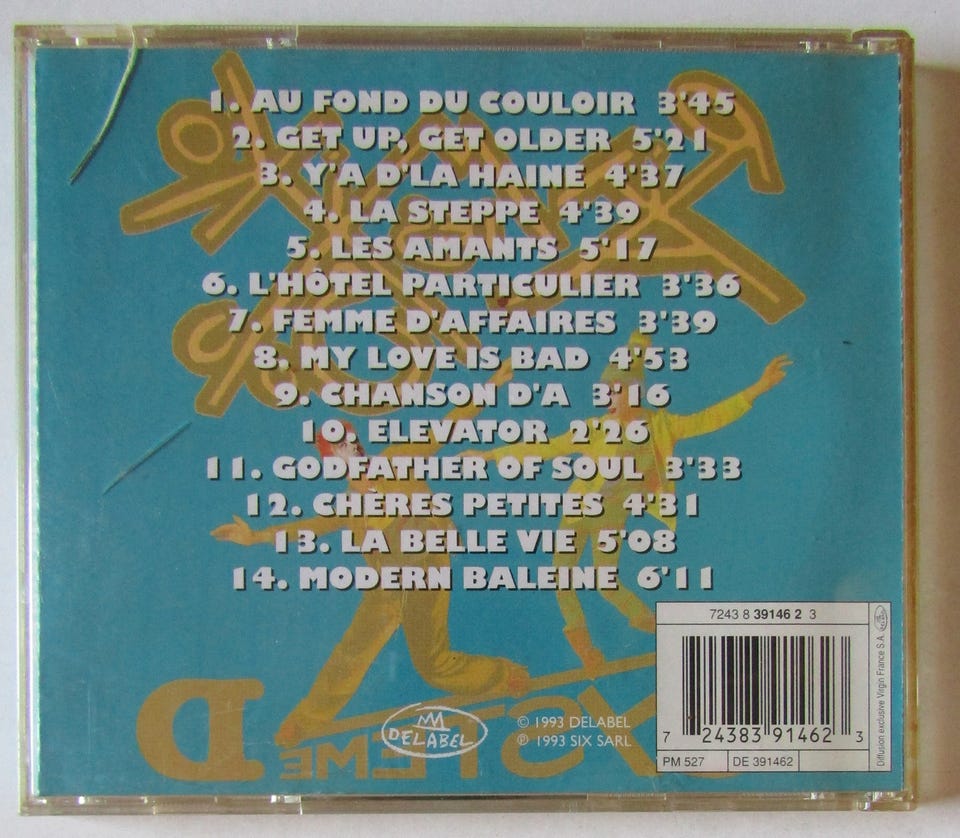 1. AU FOND DU COULOIR 3'45
2. GET UP, GET OLDER 5'21
3. Y'A D'LA HAINE 4'37
4. LA STEPPE 4'39
5. LES AMANTS 5'17
6. L'HÔTEL PARTICULIER 3'36
7. FEMME D'AFFAIRES 3'39
8. MY LOVE IS BAD 4'53
9. CHANSON D'A 3'16
10. ELEVATOR 2'26
11. GODFATHER OF SOUL 3'33
12. CHÈRES PETITES 4'31
13. LA BELLE VIE 5'08
14. MODERN BALEINE 6'11
DELABEL
© 1993 DELABEL
℗ 1993 SIX SARL
7243 8 39146 2 3
7 24383 91462 3
PM 527 DE 391462
Diffusion exclusive Virgin France S.A.